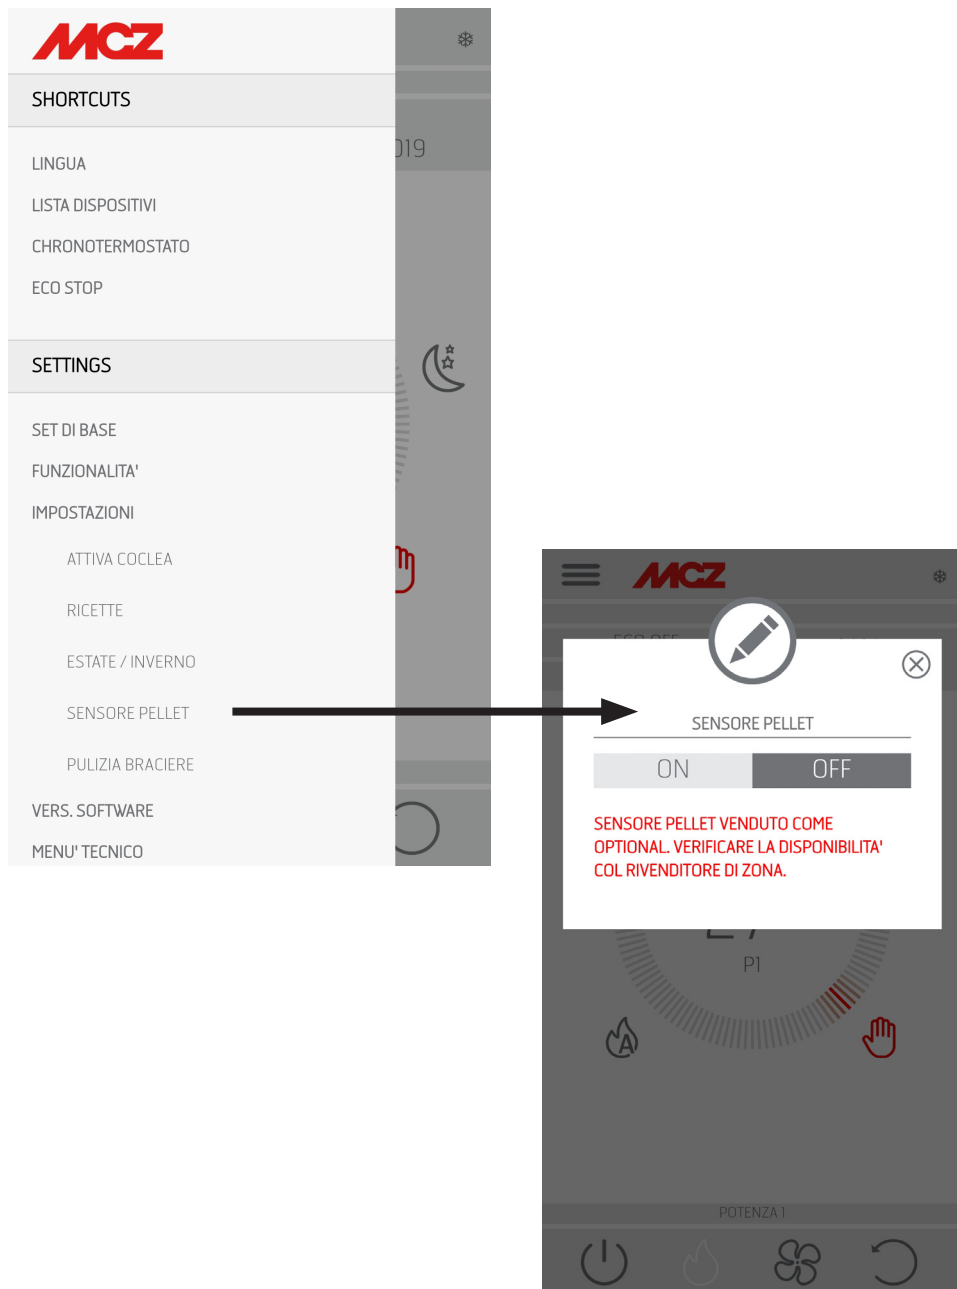 MCZ
SHORTCUTS
019
LINGUA
LISTA DISPOSITIVI
CHRONOTERMOSTATO
ECO STOP
SETTINGS
SET DI BASE
FUNZIONALITA'
IMPOSTAZIONI
ATTIVA COCLEA
RICETTE
ESTATE / INVERNO
SENSORE PELLET
PULIZIA BRACIERE
VERS. SOFTWARE
MENU' TECNICO
MCZ
SENSORE PELLET
ON OFF
SENSORE PELLET VENDUTO COME
OPTIONAL. VERIFICARE LA DISPONIBILITA'
COL RIVENDITORE DI ZONA.
P1
A
POTENZA 1